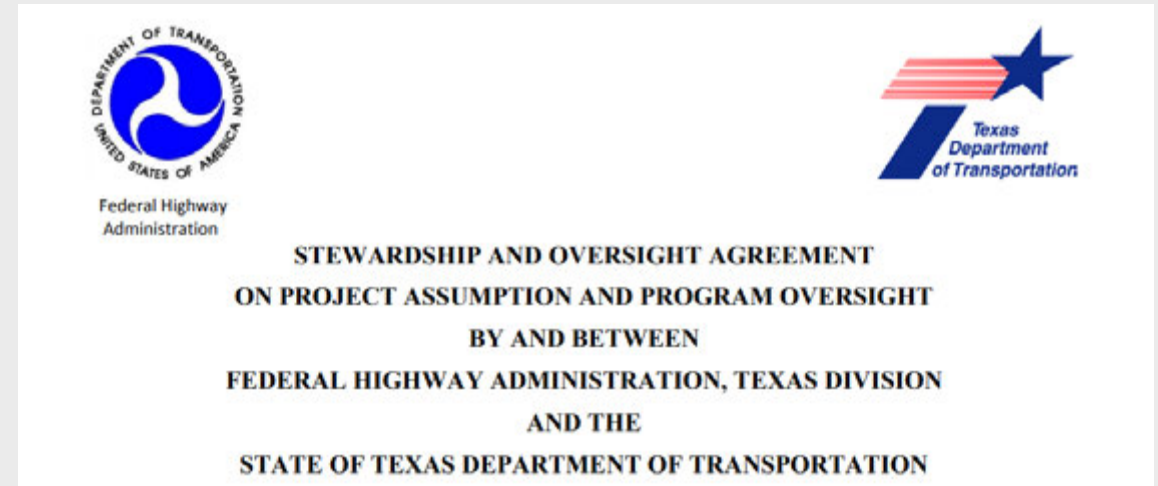 DEPARTMENT OF TRANSPORTATION
UNITED STATES OF AMERICA
Federal Highway
Administration
Texas
Department
of Transportation
STEWARDSHIP AND OVERSIGHT AGREEMENT
ON PROJECT ASSUMPTION AND PROGRAM OVERSIGHT
BY AND BETWEEN
FEDERAL HIGHWAY ADMINISTRATION, TEXAS DIVISION
AND THE
STATE OF TEXAS DEPARTMENT OF TRANSPORTATION